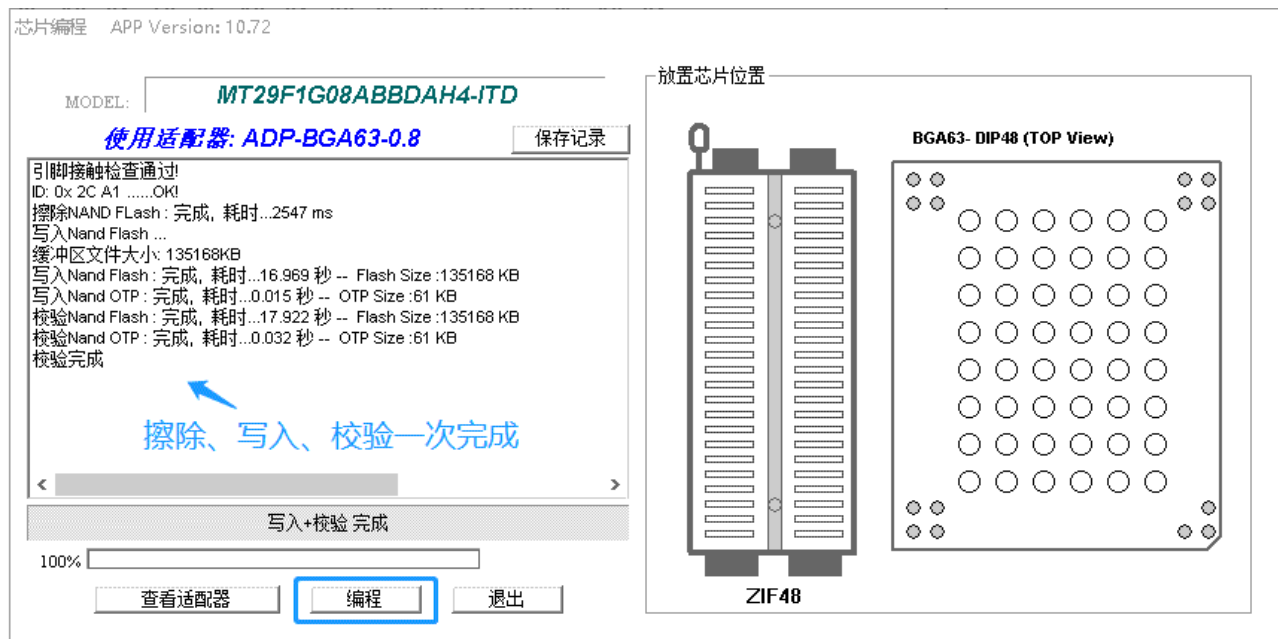 芯片编程 APP Version: 10.72
MODEL: MT29F1G08ABBDAH4-ITD
使用适配器: ADP-BGA63-0.8
保存记录
引脚接触检查通过!
ID: 0x 2C A1 ......OK!
擦除NAND FLash : 完成, 耗时...2547 ms
写入Nand Flash ...
缓冲区文件大小: 135168KB
写入Nand Flash : 完成, 耗时...16.969 秒 -- Flash Size :135168 KB
写入Nand OTP : 完成, 耗时...0.015 秒 -- OTP Size :61 KB
校验Nand Flash : 完成, 耗时...17.922 秒 -- Flash Size :135168 KB
校验Nand OTP : 完成, 耗时...0.032 秒 -- OTP Size :61 KB
校验完成
擦除、写入、校验一次完成
写入+校验 完成
100%
查看适配器
编程
退出
放置芯片位置
BGA63- DIP48 (TOP View)
ZIF48